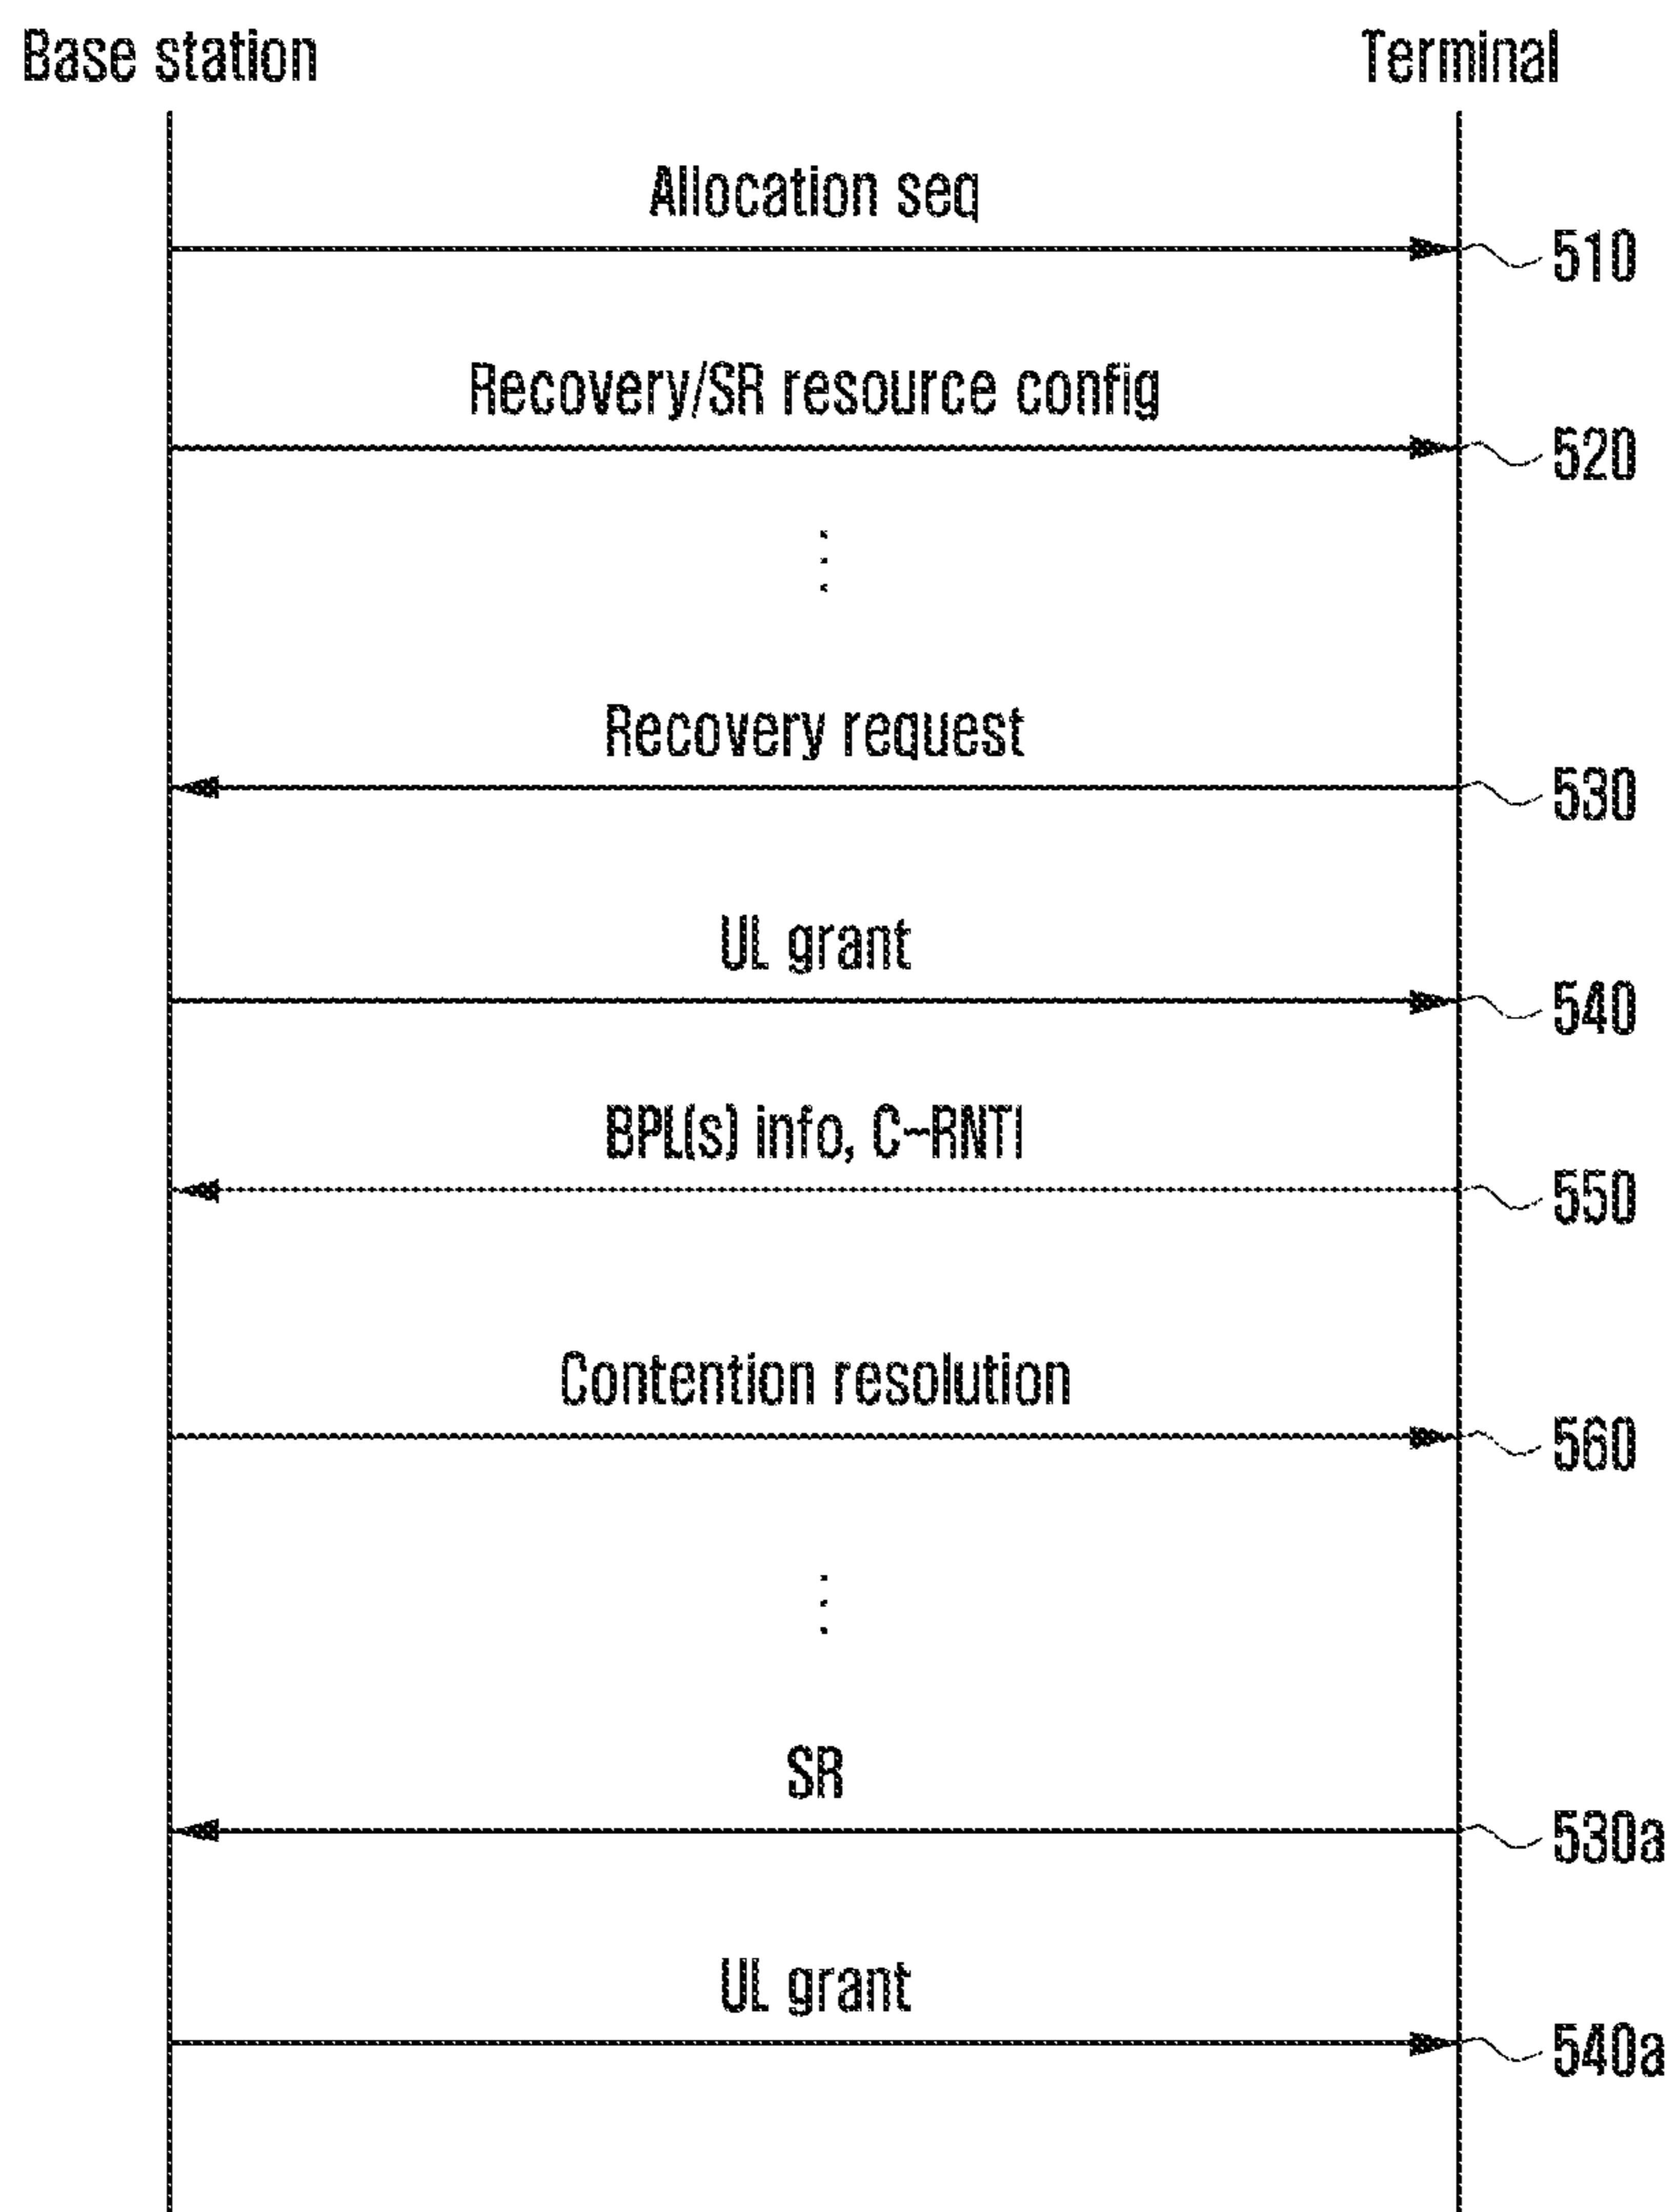 Base station
Terminal
Allocation seq
510
Recovery/SR resource config
520
Recovery request
530
UL grant
540
BPL(s) info, C-RNTI
550
Contention resolution
560
SR
530a
UL grant
540a